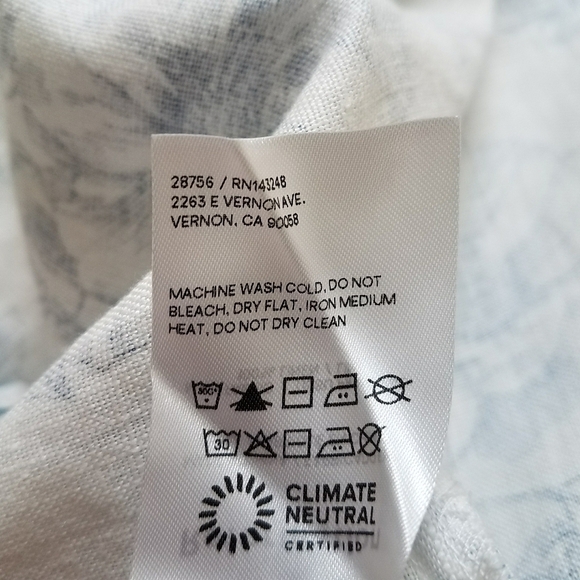 28756 / RN143248
2263 E VERNON AVE.
VERNON, CA 90058
MACHINE WASH COLD, DO NOT
BLEACH, DRY FLAT, IRON MEDIUM
HEAT, DO NOT DRY CLEAN
30
CLIMATE
NEUTRAL
CERTIFIED